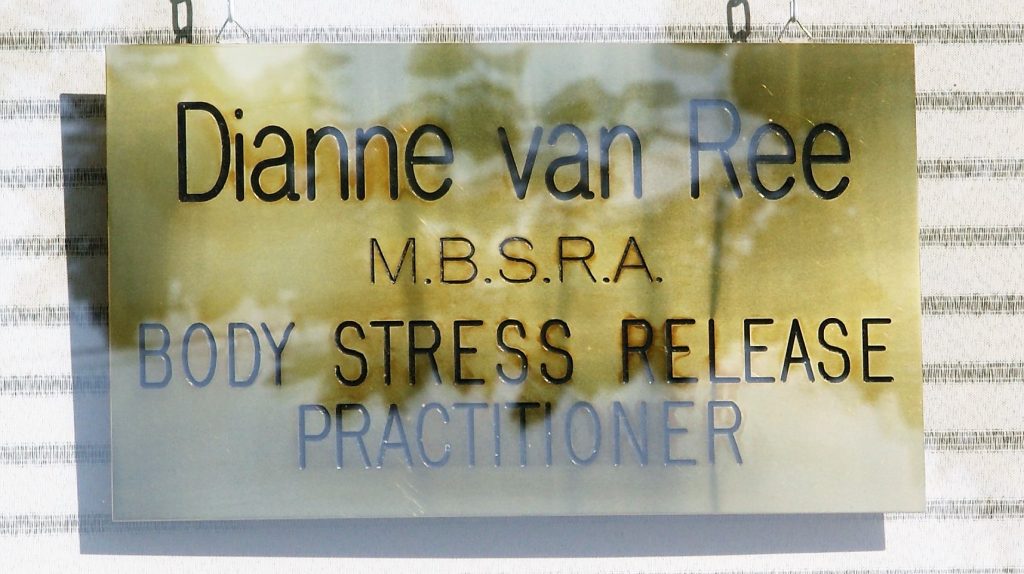 Dianne van Ree
M.B.S.R.A.
BODY STRESS RELEASE
PRACTITIONER